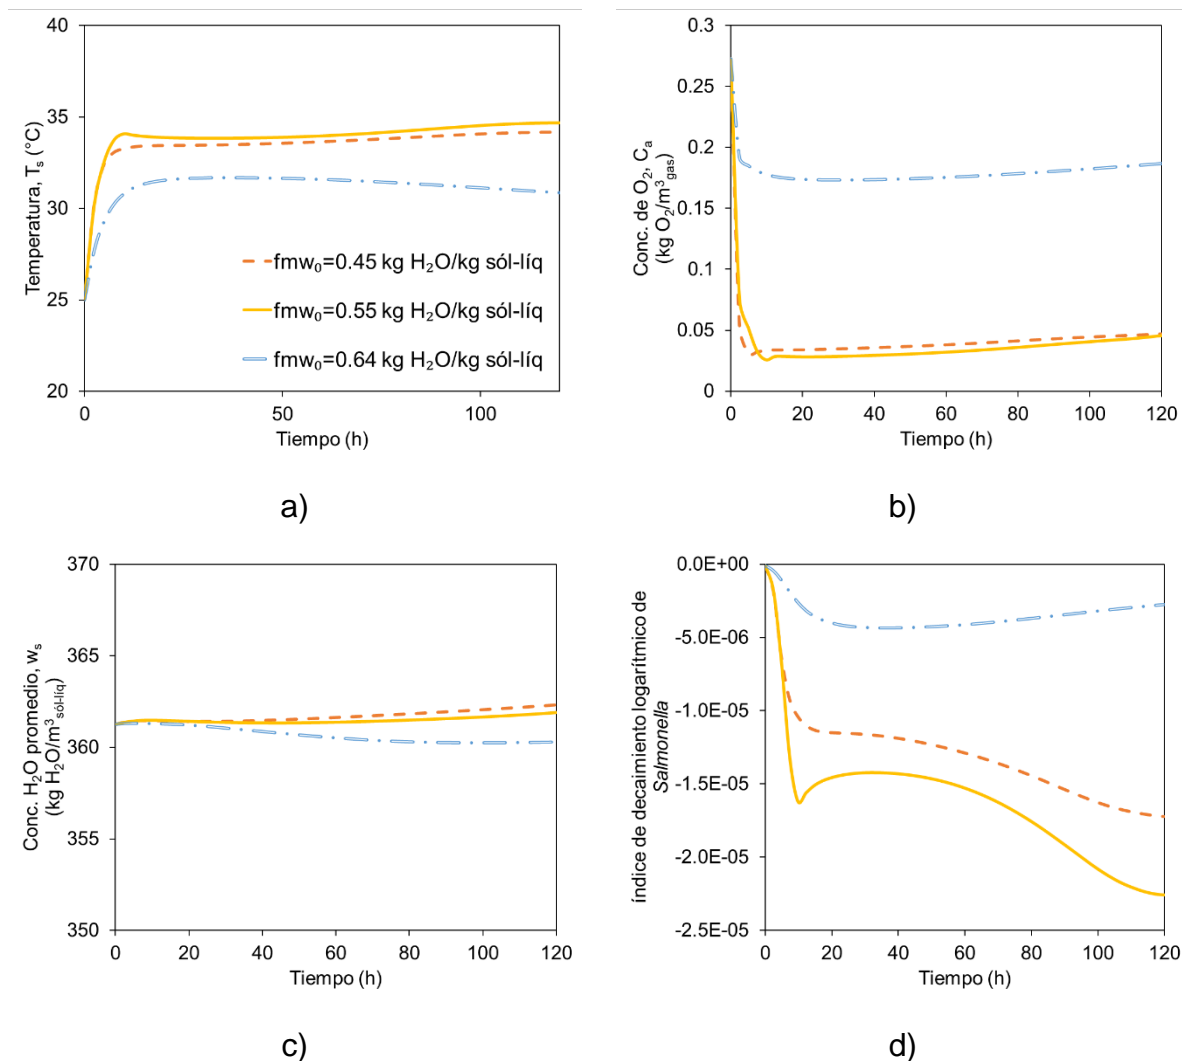 40
35
30
25
20
Temperatura, Tₛ (°C)
fmw₀=0.45 kg H₂O/kg sól-líq
fmw₀=0.55 kg H₂O/kg sól-líq
fmw₀=0.64 kg H₂O/kg sól-líq
0 50 100
Tiempo (h)
a)
0.3
0.25
0.2
0.15
0.1
0.05
0
Conc. de O₂, Cₐ
(kg O₂/m³gas)
0 20 40 60 80 100 120
Tiempo (h)
b)
370
365
360
355
350
Conc. H₂O promedio, wₛ
(kg H₂O/m³sól-líq)
0 20 40 60 80 100 120
Tiempo (h)
c)
0.0E+00
-5.0E-06
-1.0E-05
-1.5E-05
-2.0E-05
-2.5E-05
índice de decaimiento logarítmico de
Salmonella
0 20 40 60 80 100 120
Tiempo (h)
d)